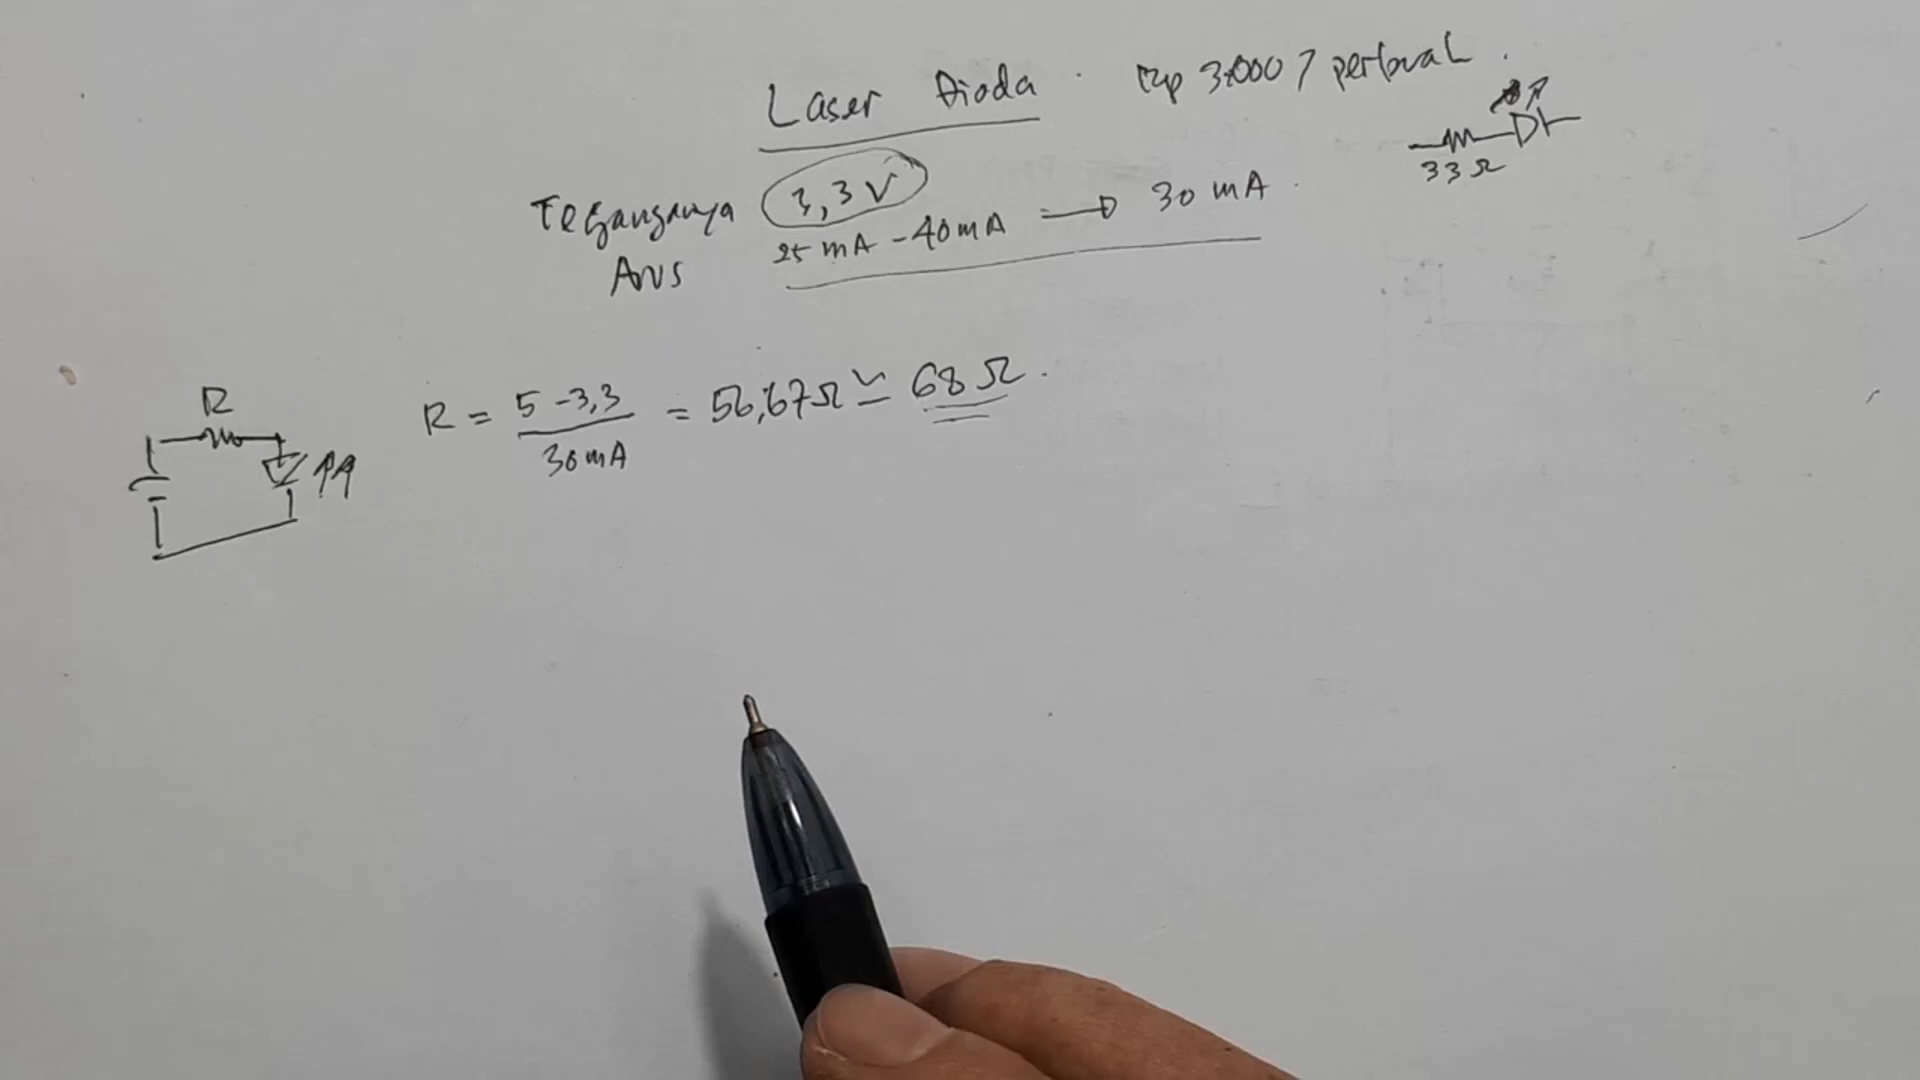 Laser Dioda . Rp 3.000 / perbuah .
33 Ω
Tegangannya 3,3 V
Arus 25 mA - 40 mA → 30 mA .
R
R = 5 - 3,3 / 30 mA = 56,67 Ω ≃ 68 Ω .